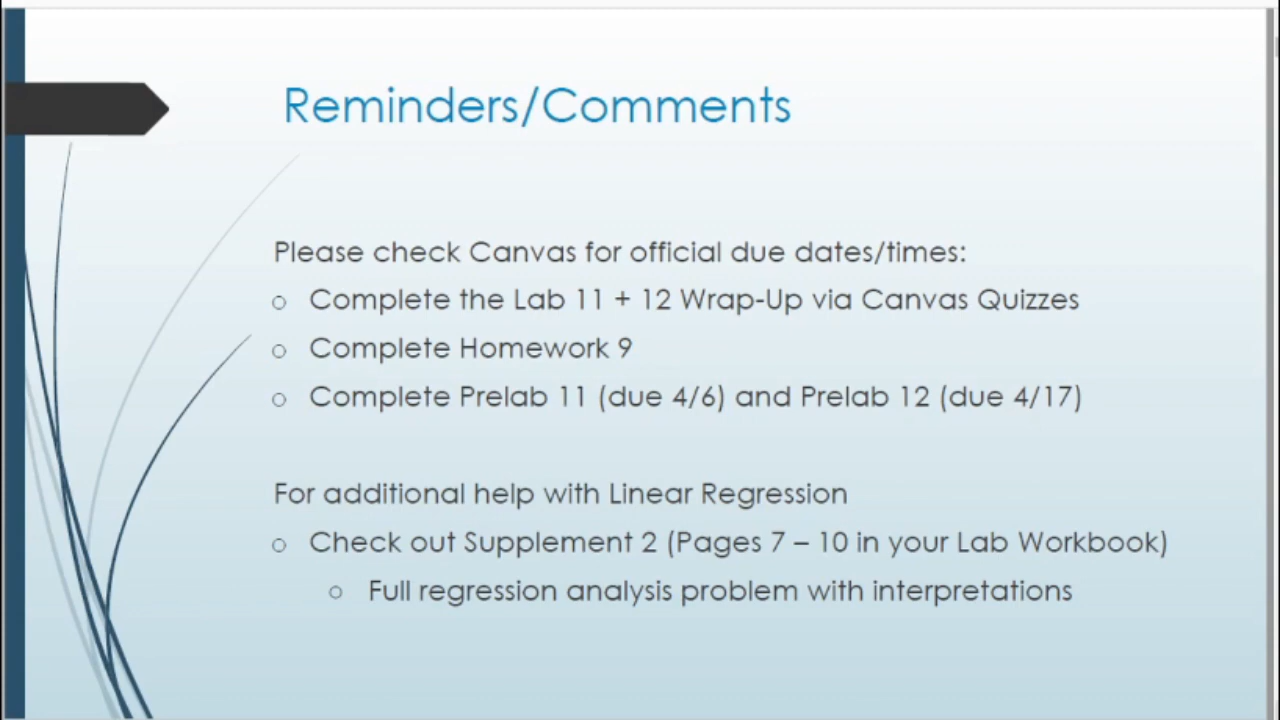 Reminders/Comments
Please check Canvas for official due dates/times:
Complete the Lab 11 + 12 Wrap-Up via Canvas Quizzes
Complete Homework 9
Complete Prelab 11 (due 4/6) and Prelab 12 (due 4/17)
For additional help with Linear Regression
Check out Supplement 2 (Pages 7 – 10 in your Lab Workbook)
Full regression analysis problem with interpretations